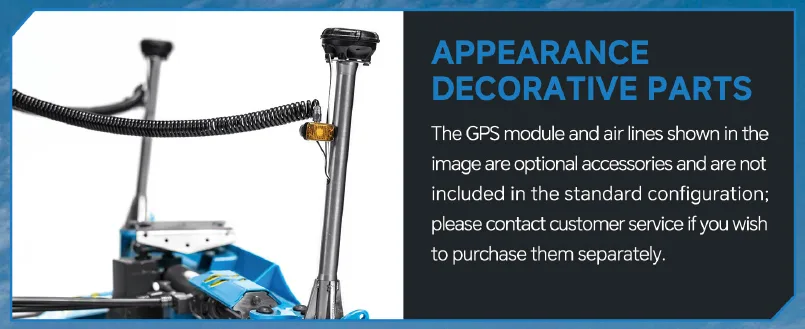 APPEARANCE
DECORATIVE PARTS
The GPS module and air lines shown in the
image are optional accessories and are not
included in the standard configuration;
please contact customer service if you wish
to purchase them separately.